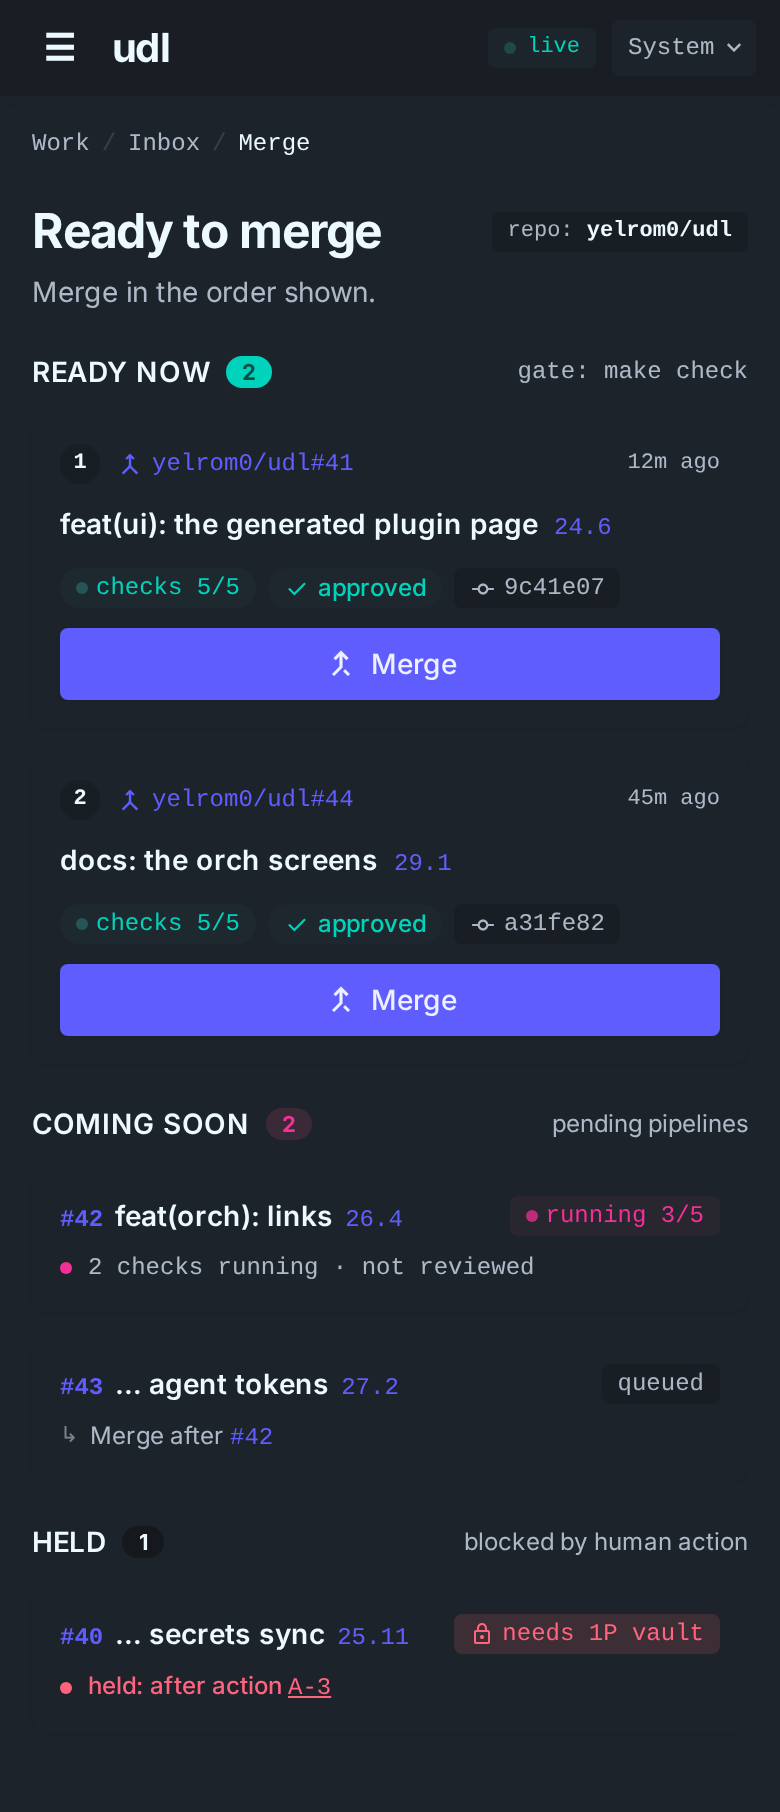 ☰ udl live System
Work / Inbox / Merge
Ready to merge repo: yelrom0/udl
Merge in the order shown.
READY NOW 2 gate: make check
1 yelrom0/udl#41 12m ago
feat(ui): the generated plugin page 24.6
checks 5/5 ✓ approved 9c41e07
Merge
2 yelrom0/udl#44 45m ago
docs: the orch screens 29.1
checks 5/5 ✓ approved a31fe82
Merge
COMING SOON 2 pending pipelines
#42 feat(orch): links 26.4 running 3/5
2 checks running · not reviewed
#43 ... agent tokens 27.2 queued
↳ Merge after #42
HELD 1 blocked by human action
#40 ... secrets sync 25.11 needs 1P vault
held: after action A-3